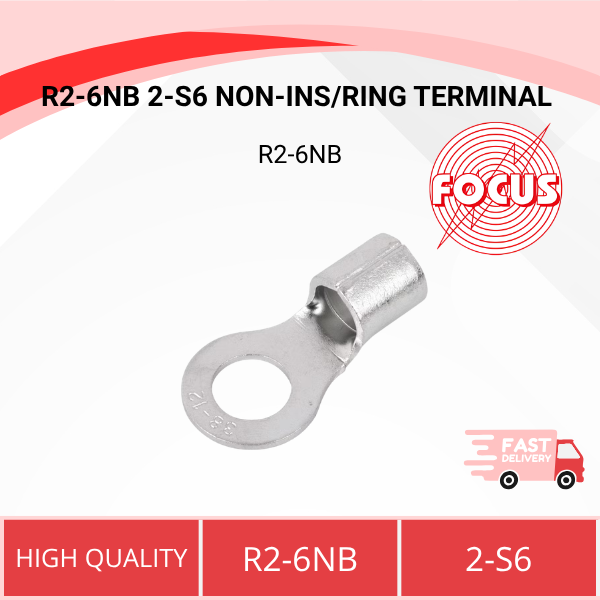 R2-6NB 2-S6 NON-INS/RING TERMINAL
R2-6NB
FOCUS
FAST
DELIVERY
HIGH QUALITY
R2-6NB
2-S6